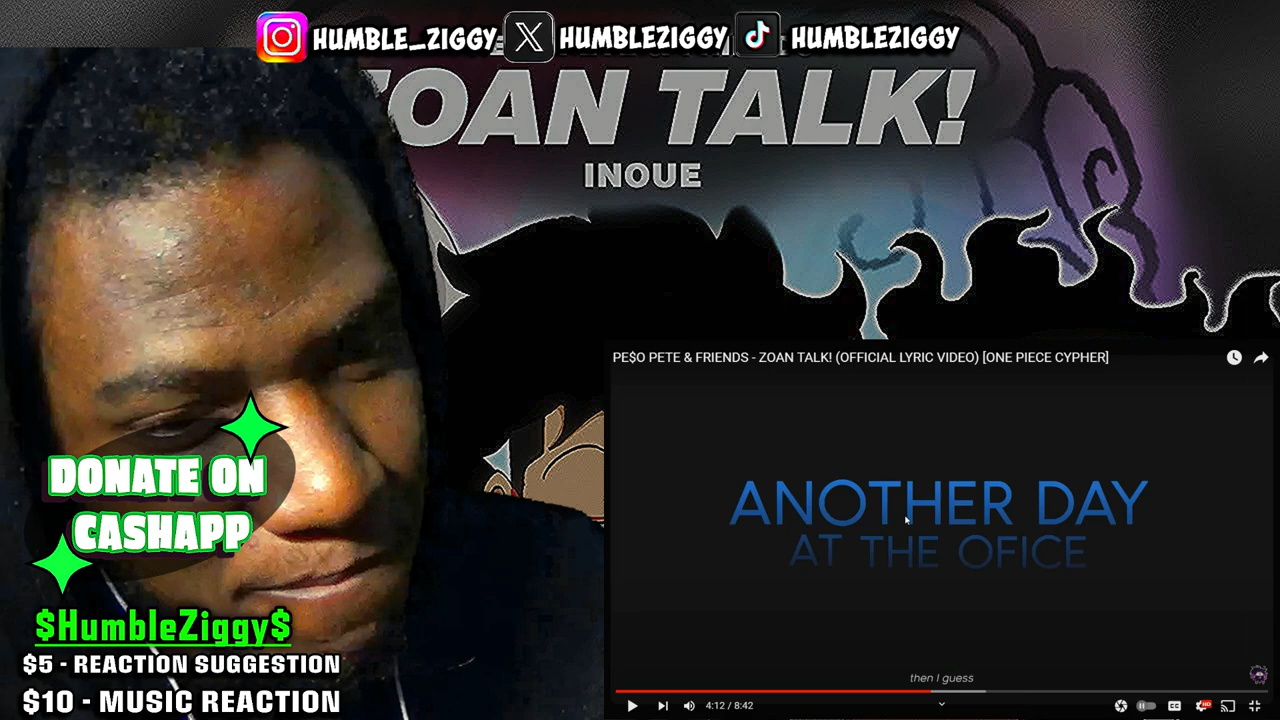 HUMBLE_ZIGGY HUMBLEZIGGY HUMBLEZIGGY
ZOAN TALK!
INOUE
PE$O PETE & FRIENDS - ZOAN TALK! (OFFICIAL LYRIC VIDEO) [ONE PIECE CYPHER]
ANOTHER DAY
AT THE OFICE
then I guess
4:12 / 8:42
DONATE ON
CASHAPP
$HumbleZiggy$
$5 - REACTION SUGGESTION
$10 - MUSIC REACTION